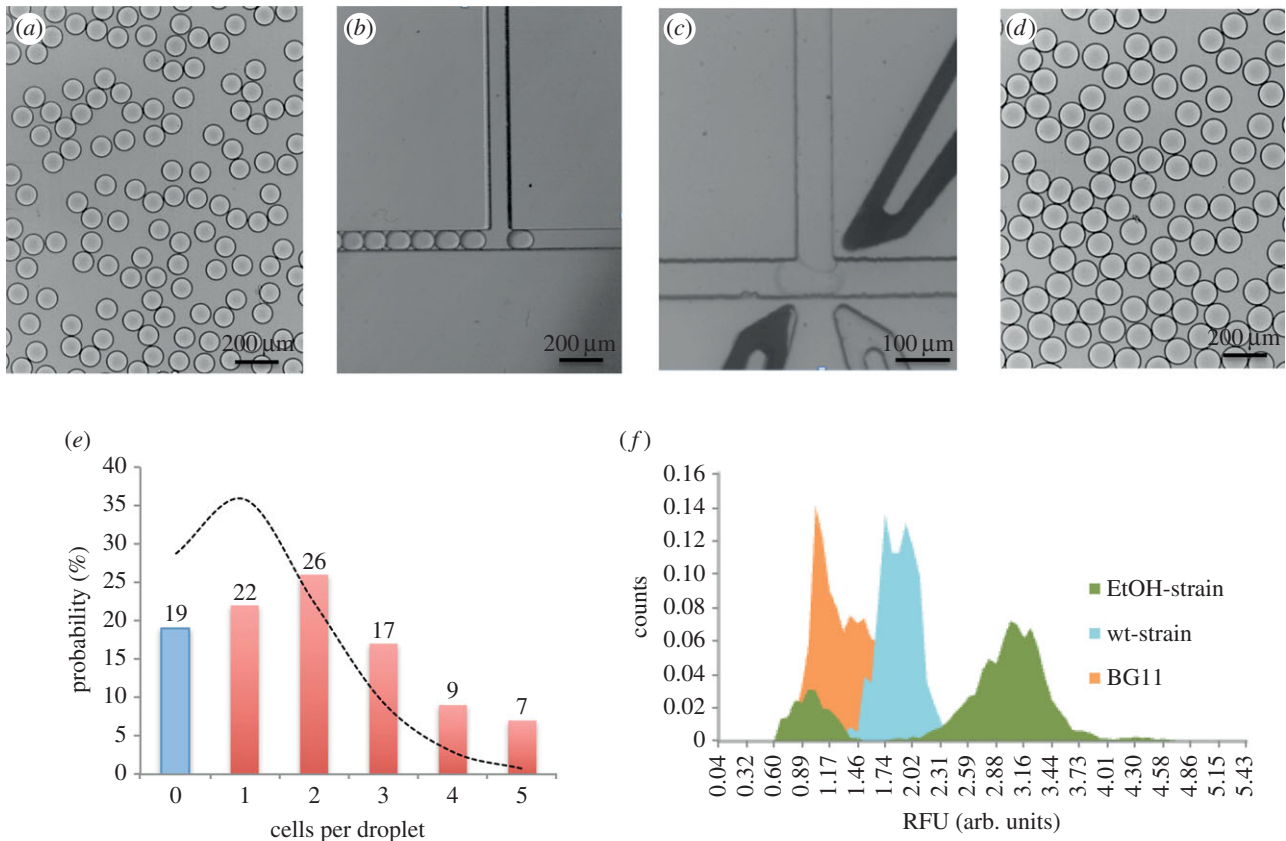 (a)
(b)
(c)
(d)
200 µm
200 µm
100 µm
200 µm
(e)
40
35
30
25
20
15
10
5
0
probability (%)
19
22
26
17
9
7
0 1 2 3 4 5
cells per droplet
(f)
0.16
0.14
0.12
0.10
0.08
0.06
0.04
0.02
0
counts
EtOH-strain
wt-strain
BG11
0.04 0.32 0.60 0.89 1.17 1.46 1.74 2.02 2.31 2.59 2.88 3.16 3.44 3.73 4.01 4.30 4.58 4.86 5.15 5.43
RFU (arb. units)